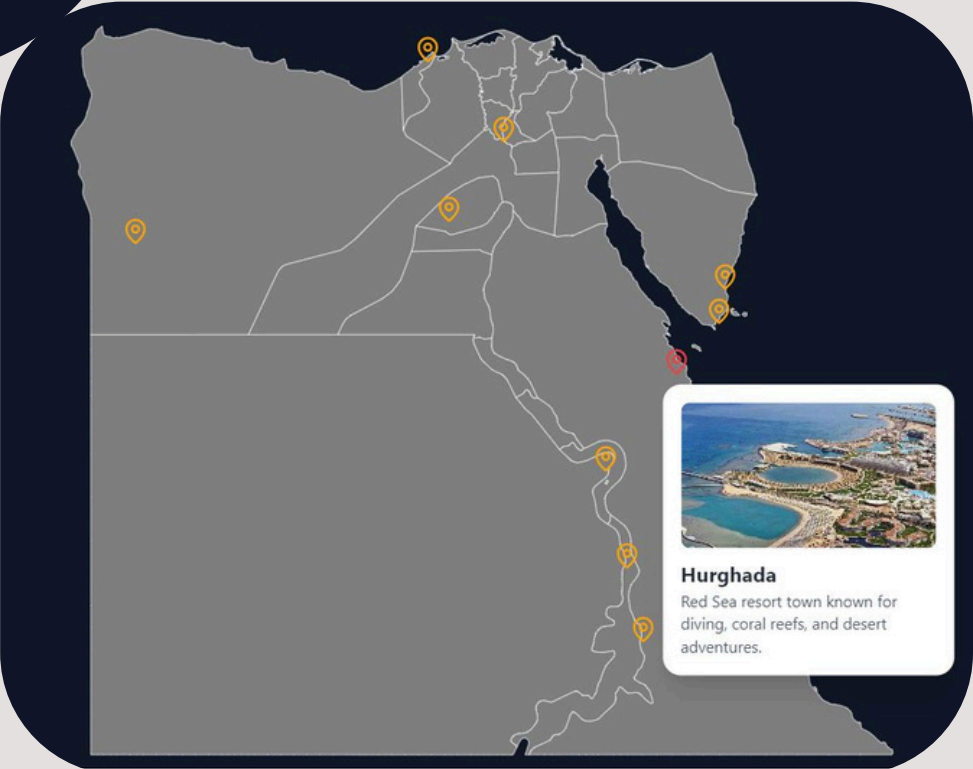 Hurghada
Red Sea resort town known for
diving, coral reefs, and desert
adventures.